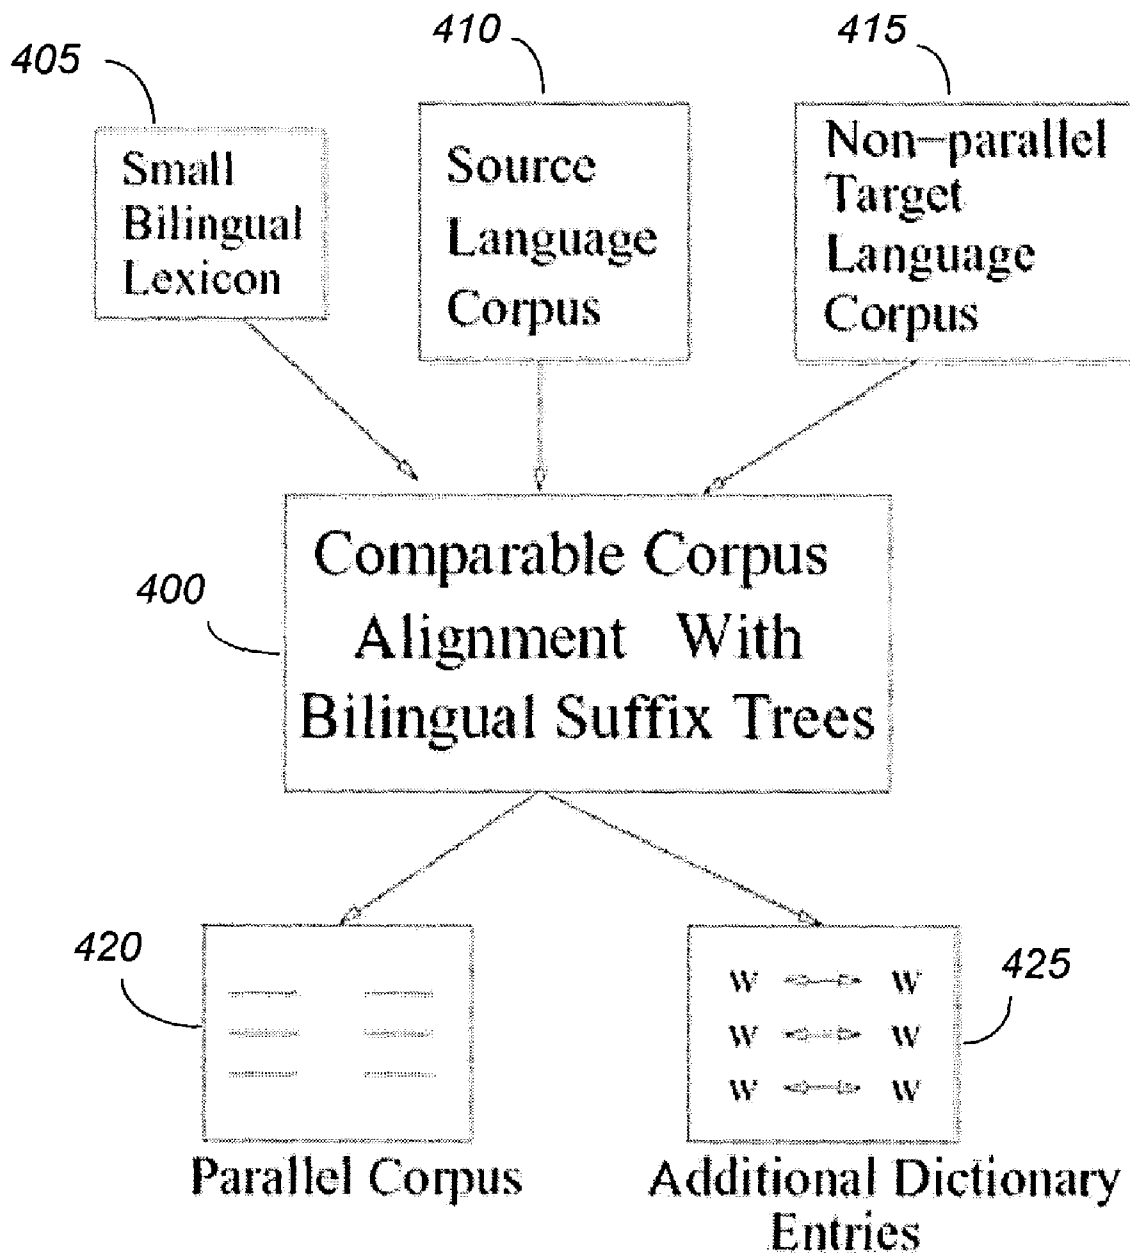 405
410
415
Small
Bilingual
Lexicon
Source
Language
Corpus
Non-parallel
Target
Language
Corpus
400
Comparable Corpus
Alignment With
Bilingual Suffix Trees
420
425
W W
W W
W W
Parallel Corpus
Additional Dictionary
Entries